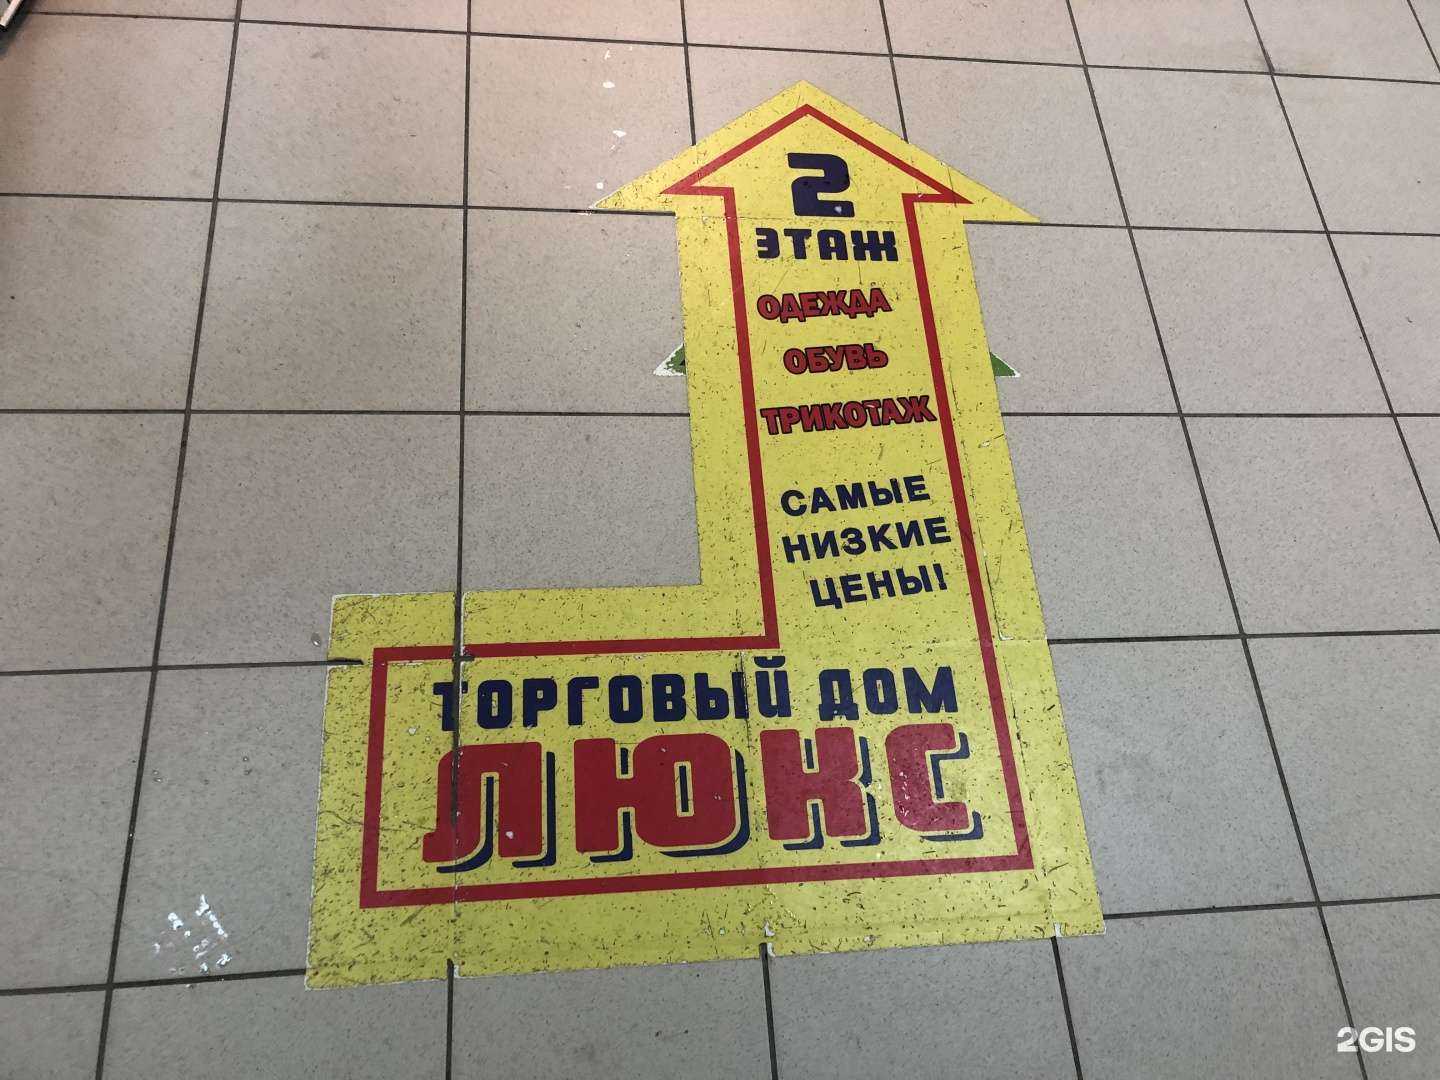 2
ЭТАЖ
ОДЕЖДА
ОБУВЬ
ТРИКОТАЖ
САМЫЕ
НИЗКИЕ
ЦЕНЫ!
ТОРГОВЫЙ ДОМ
ЛЮКС
2GIS